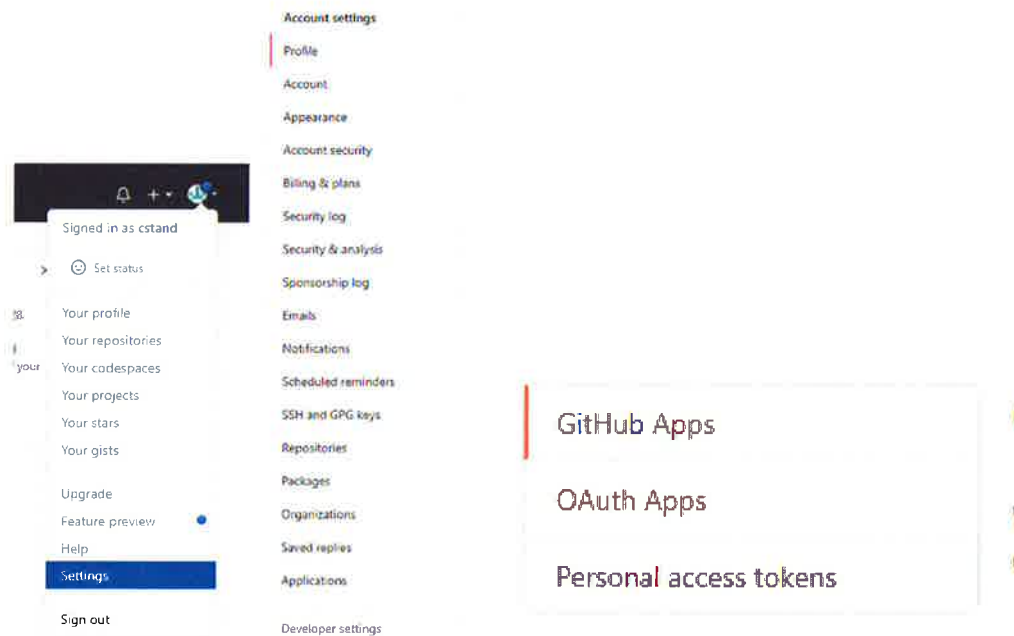 Signed in as cstand
Set status
Your profile
Your repositories
Your codespaces
Your projects
Your stars
Your gists
Upgrade
Feature preview
Help
Settings
Sign out
your
Account settings
Profile
Account
Appearance
Account security
Billing & plans
Security log
Security & analysis
Sponsorship log
Emails
Notifications
Scheduled reminders
SSH and GPG keys
Repositories
Packages
Organizations
Saved replies
Applications
Developer settings
GitHub Apps
OAuth Apps
Personal access tokens